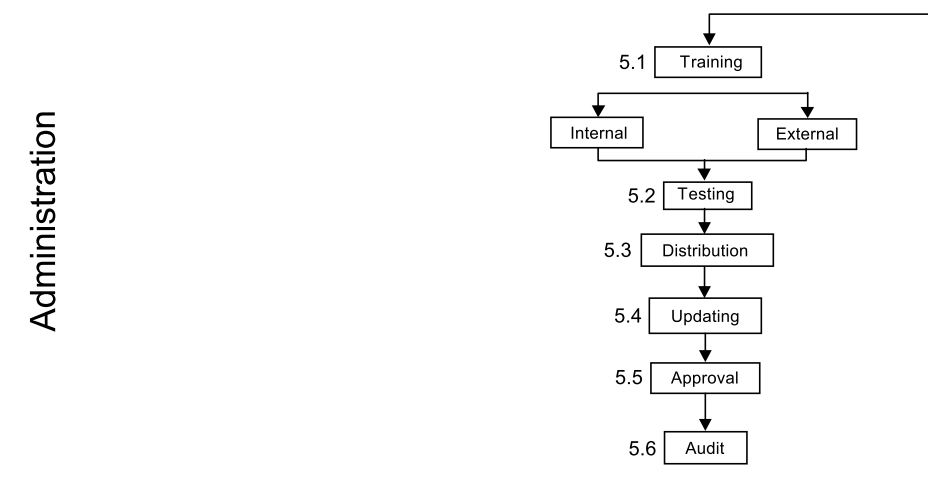 Administration
5.1 Training
Internal
External
5.2 Testing
5.3 Distribution
5.4 Updating
5.5 Approval
5.6 Audit